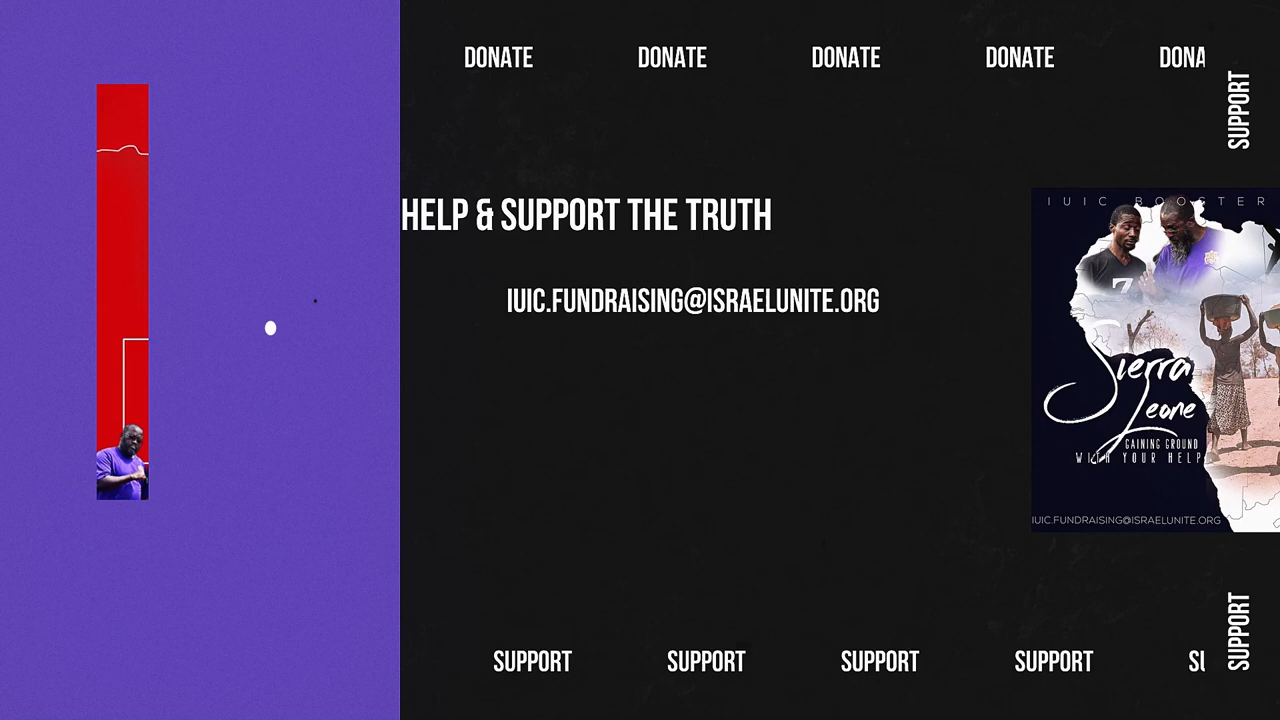 DONATE DONATE DONATE DONATE DONA
SUPPORT
HELP & SUPPORT THE TRUTH
IUIC.FUNDRAISING@ISRAELUNITE.ORG
IUIC BOOSTER
7
Sierra
Leone
GAINING GROUND
WITH YOUR HELP
IUIC.FUNDRAISING@ISRAELUNITE.ORG
SUPPORT
SUPPORT SUPPORT SUPPORT SUPPORT SU